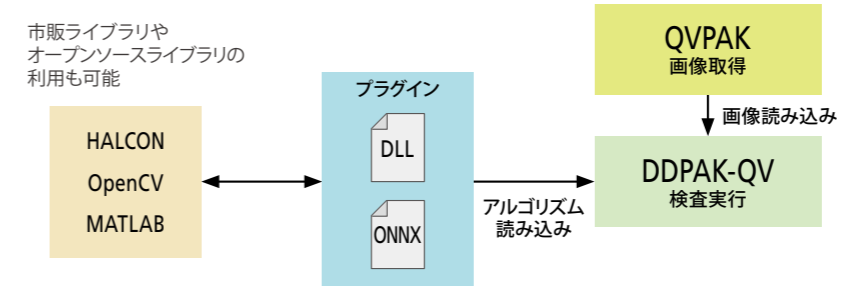 市販ライブラリや
オープンソースライブラリの
利用も可能
HALCON
OpenCV
MATLAB
プラグイン
DLL
ONNX
アルゴリズム
読み込み
QVPAK
画像取得
画像読み込み
DDPAK-QV
検査実行